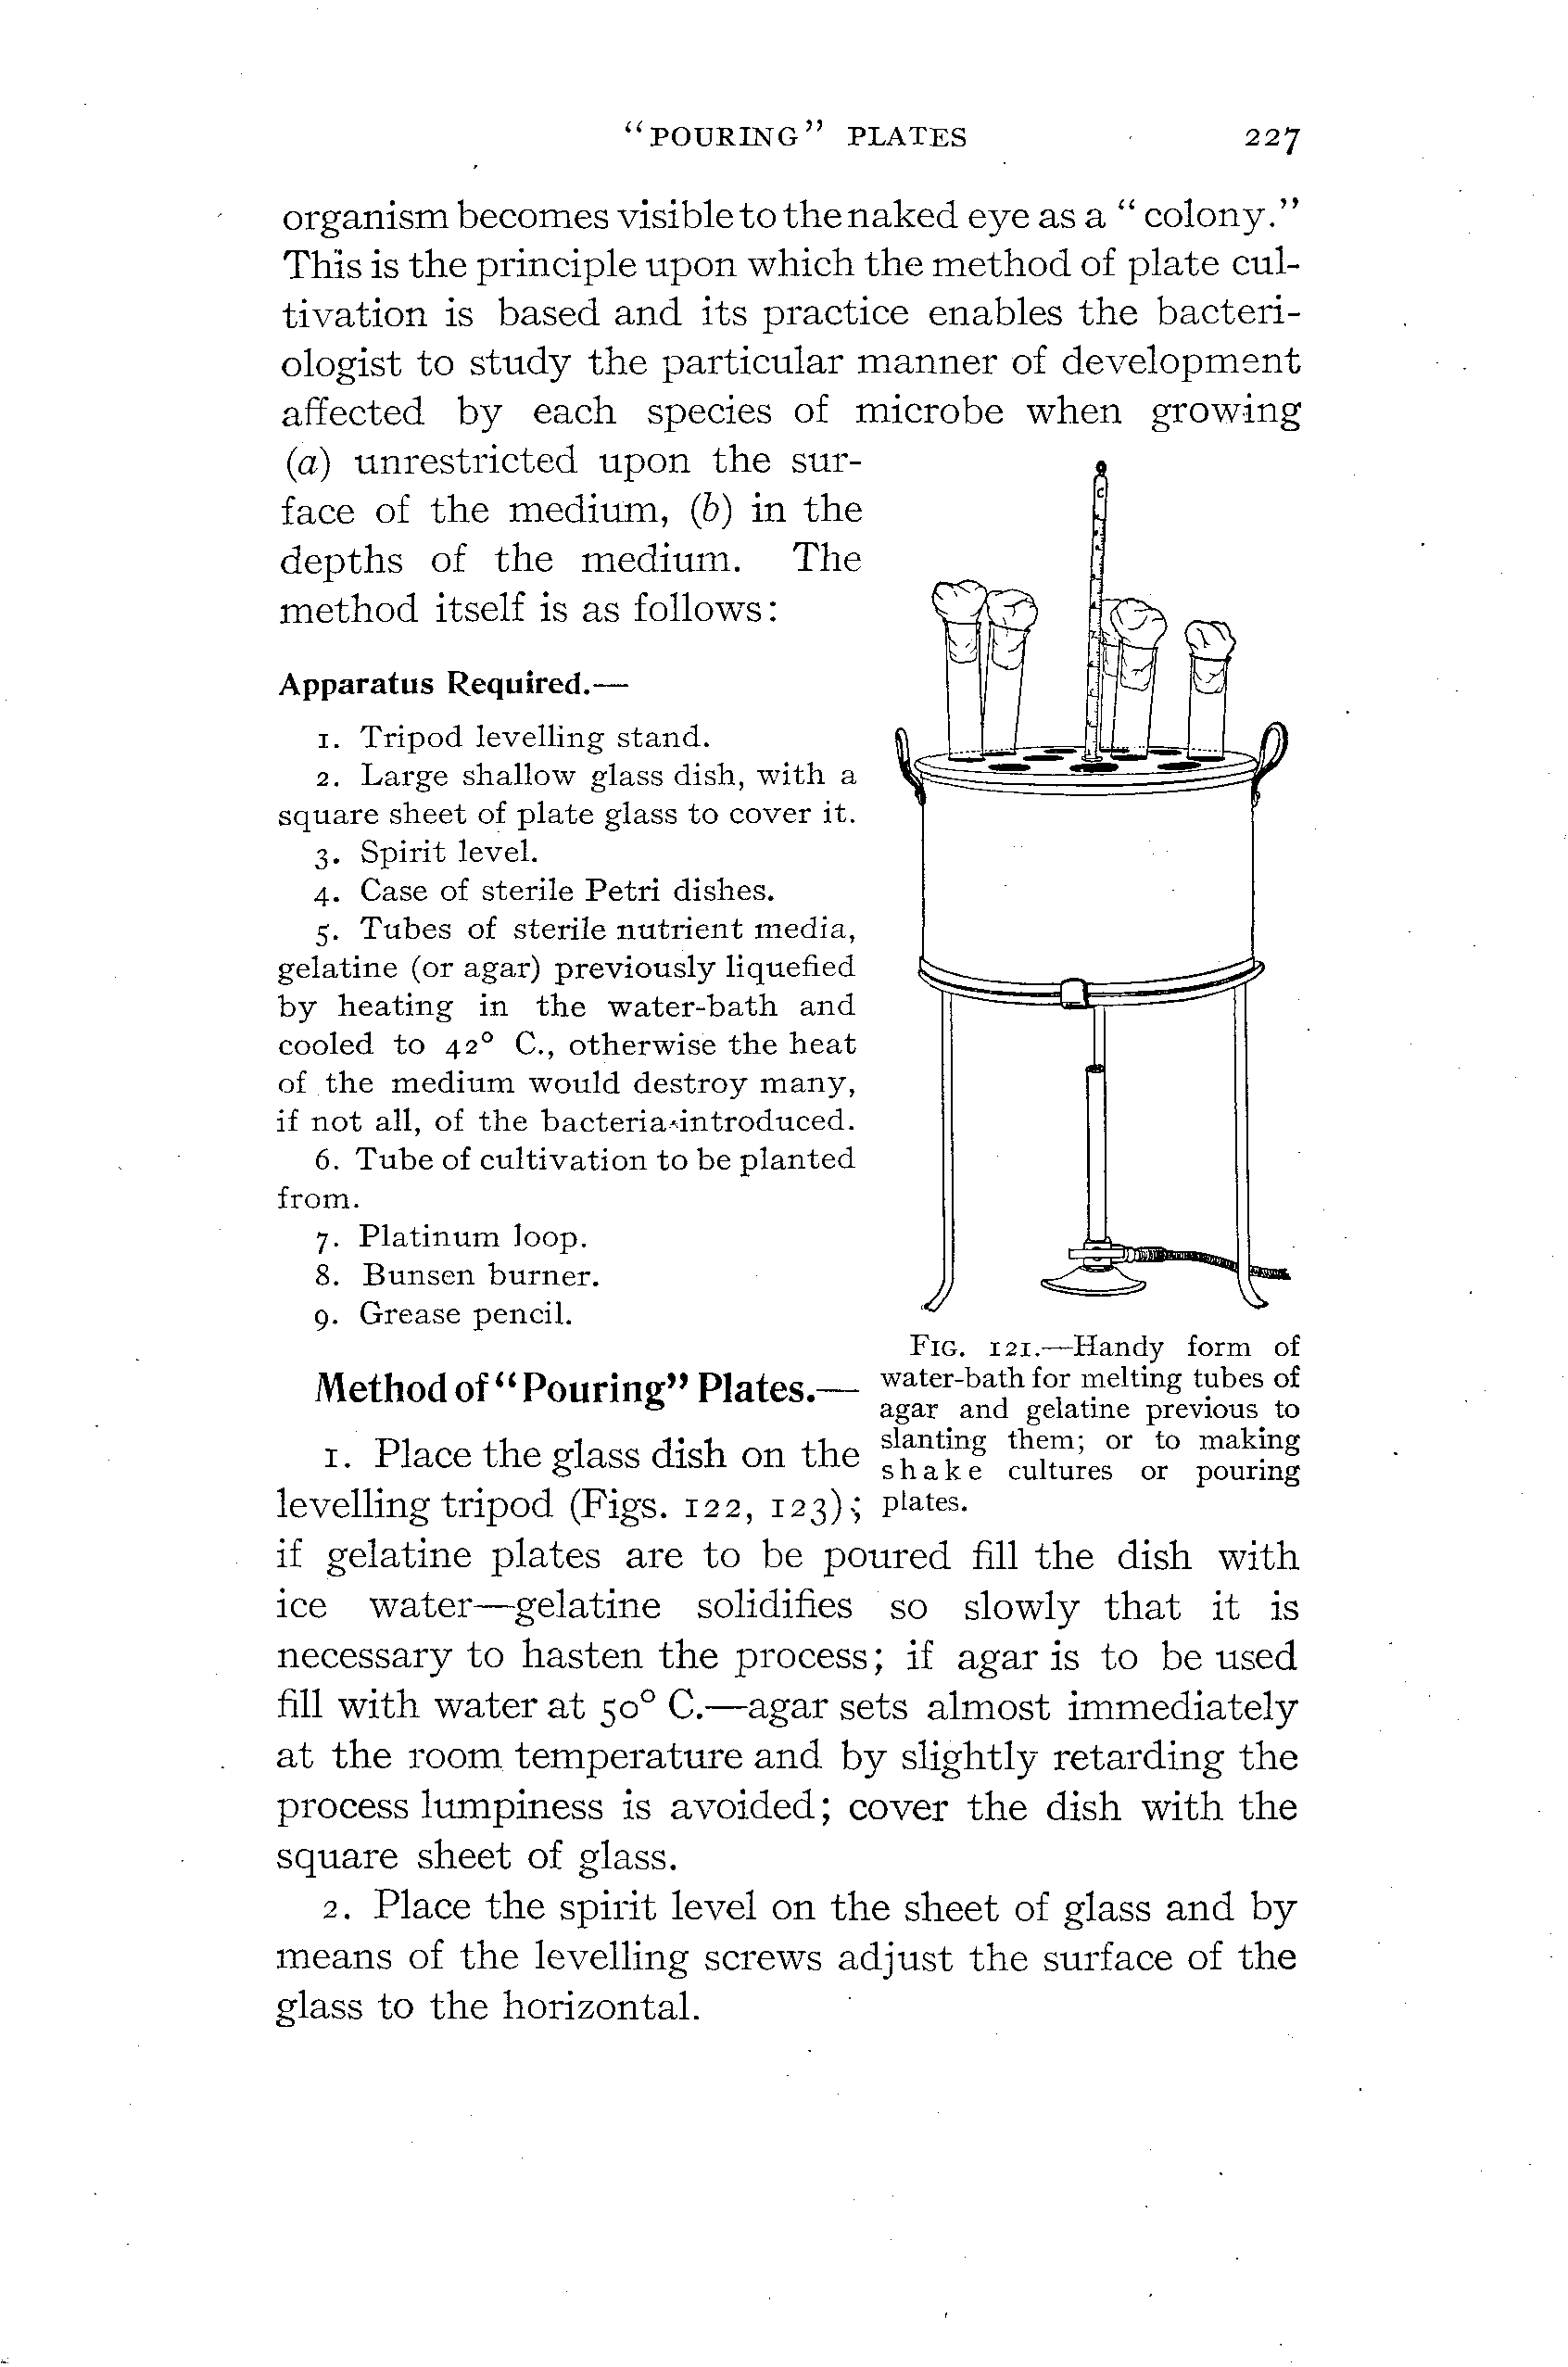 “POURING” PLATES 227
organism becomes visible to the naked eye as a “colony.”
This is the principle upon which the method of plate cul-
tivation is based and its practice enables the bacteri-
ologist to study the particular manner of development
affected by each species of microbe when growing
(a) unrestricted upon the sur-
face of the medium, (b) in the
depths of the medium. The
method itself is as follows:
Apparatus Required.—
1. Tripod levelling stand.
2. Large shallow glass dish, with a
square sheet of plate glass to cover it.
3. Spirit level.
4. Case of sterile Petri dishes.
5. Tubes of sterile nutrient media,
gelatine (or agar) previously liquefied
by heating in the water-bath and
cooled to 42° C., otherwise the heat
of the medium would destroy many,
if not all, of the bacteria introduced.
6. Tube of cultivation to be planted
from.
7. Platinum loop.
8. Bunsen burner.
9. Grease pencil.
C
FIG. 121.—Handy form of
water-bath for melting tubes of
agar and gelatine previous to
slanting them; or to making
shake cultures or pouring
plates.
Method of “Pouring” Plates.—
1. Place the glass dish on the
levelling tripod (Figs. 122, 123);
if gelatine plates are to be poured fill the dish with
ice water—gelatine solidifies so slowly that it is
necessary to hasten the process; if agar is to be used
fill with water at 50° C.—agar sets almost immediately
at the room temperature and by slightly retarding the
process lumpiness is avoided; cover the dish with the
square sheet of glass.
2. Place the spirit level on the sheet of glass and by
means of the levelling screws adjust the surface of the
glass to the horizontal.